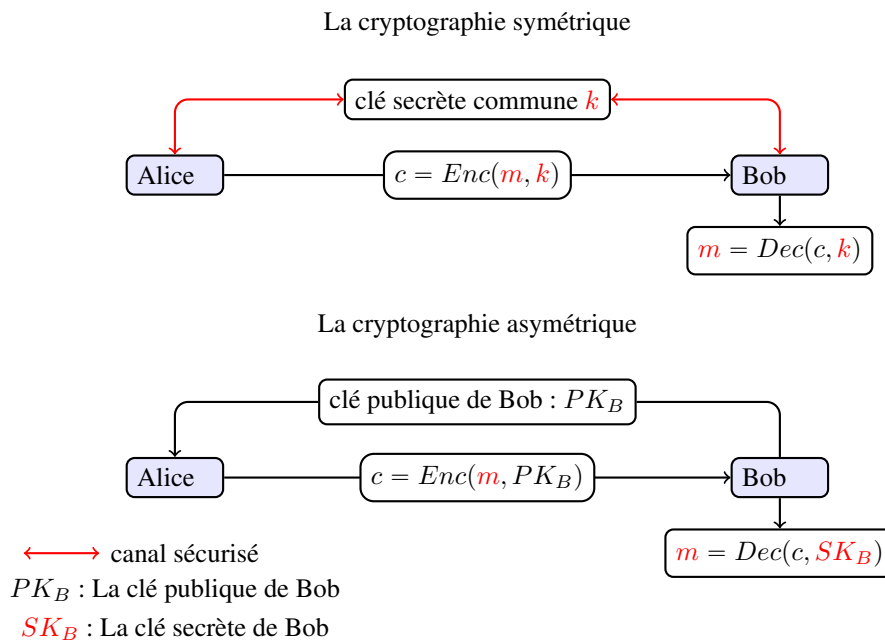 La cryptographie symétrique
clé secrète commune k
Alice
c = Enc(m, k)
Bob
m = Dec(c, k)
La cryptographie asymétrique
clé publique de Bob : PK_B
Alice
c = Enc(m, PK_B)
Bob
m = Dec(c, SK_B)
canal sécurisé
PK_B : La clé publique de Bob
SK_B : La clé secrète de Bob